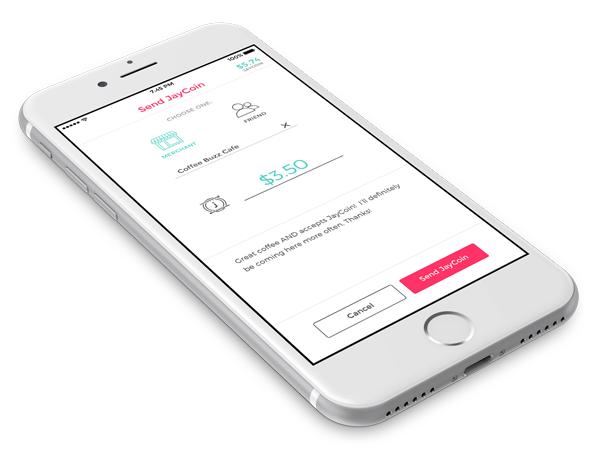 7:45 PM
100%
Send JayCoin
$5.74
JAYCOIN
CHOOSE ONE:
MERCHANT
FRIEND
Coffee Buzz Cafe
$3.50
j
Great coffee AND accepts JayCoin! I'll definitely
be coming here more often. Thanks!
Cancel
Send JayCoin